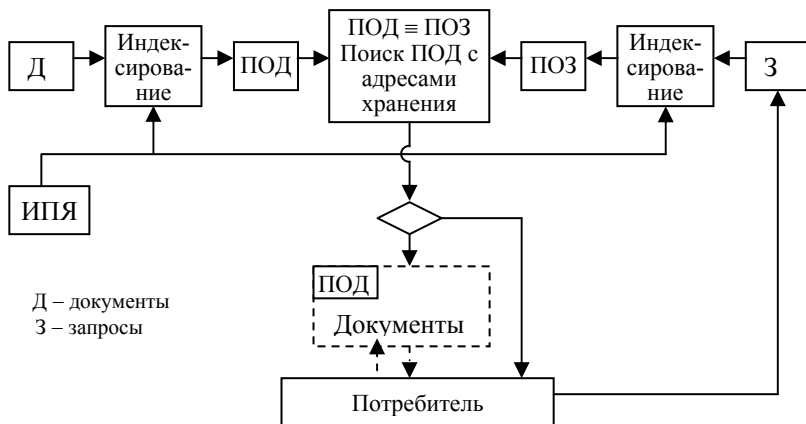 Д
Индек-
сирова-
ние
ПОД
ПОД ≡ ПОЗ
Поиск ПОД с
адресами
хранения
ПОЗ
Индек-
сирова-
ние
З
ИПЯ
ПОД
Документы
Д – документы
З – запросы
Потребитель